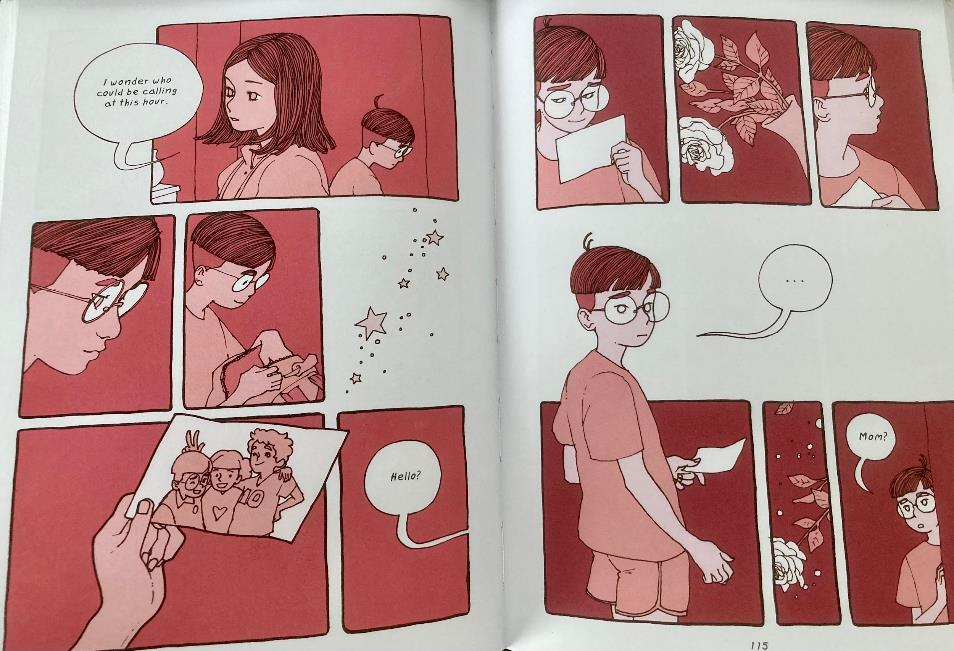 I wonder who
could be calling
at this hour.
Hello?
10
...
Mom?
115